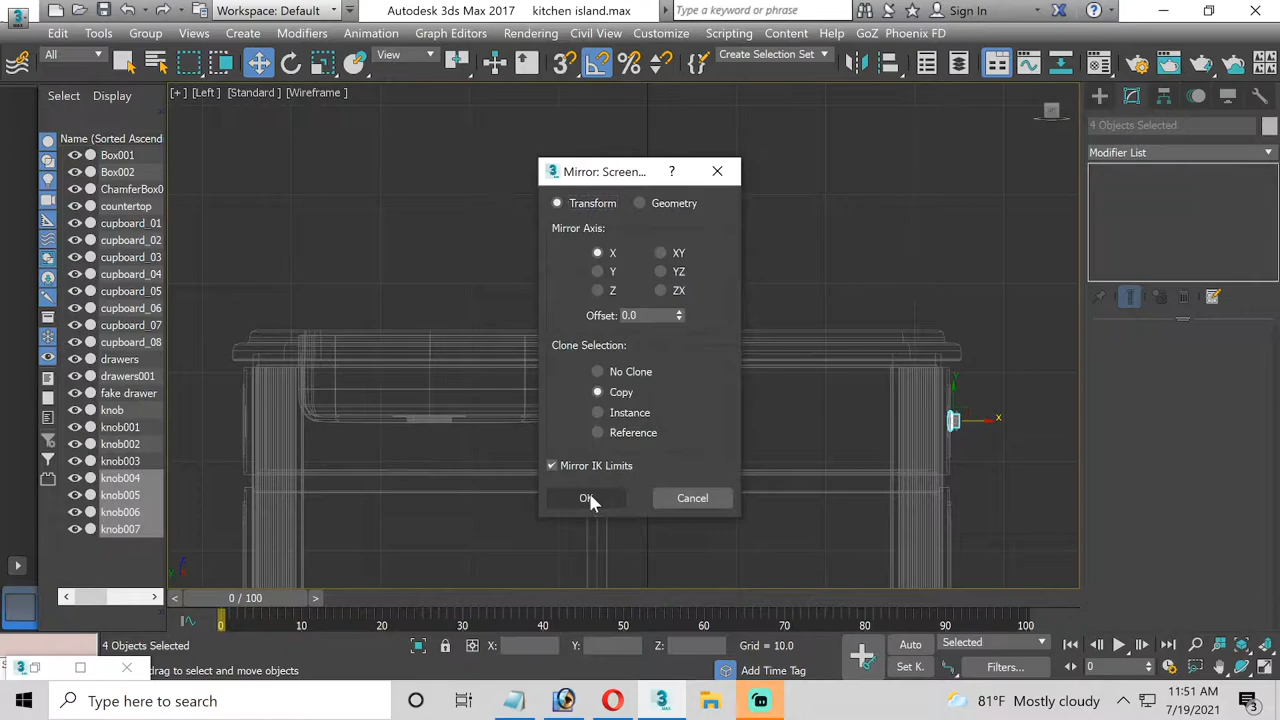 Workspace: Default
Autodesk 3ds Max 2017
kitchen island.max
Type a keyword or phrase
Sign In
Edit Tools Group Views Create Modifiers Animation Graph Editors Rendering Civil View Customize Scripting Content Help GoZ Phoenix FD
All
View
Create Selection Set
Select Display
[+] [Left] [Standard] [Wireframe]
4 Objects Selected
Modifier List
Name (Sorted Ascend
Box001
Box002
ChamferBox0
countertop
cupboard_01
cupboard_02
cupboard_03
cupboard_04
cupboard_05
cupboard_06
cupboard_07
cupboard_08
drawers
drawers001
fake drawer
knob
knob001
knob002
knob003
knob004
knob005
knob006
knob007
Mirror: Screen... ?
Transform Geometry
Mirror Axis:
X XY
Y YZ
Z ZX
Offset: 0.0
Clone Selection:
No Clone
Copy
Instance
Reference
Mirror IK Limits
OK Cancel
y
x
0 / 100
0 10 20 30 40 50 60 70 80 90 100
4 Objects Selected
X: Y: Z: Grid = 10.0
Auto Selected
drag to select and move objects
Add Time Tag
Set K. Filters... 0
Type here to search
81°F Mostly cloudy
11:51 AM
7/19/2021
3